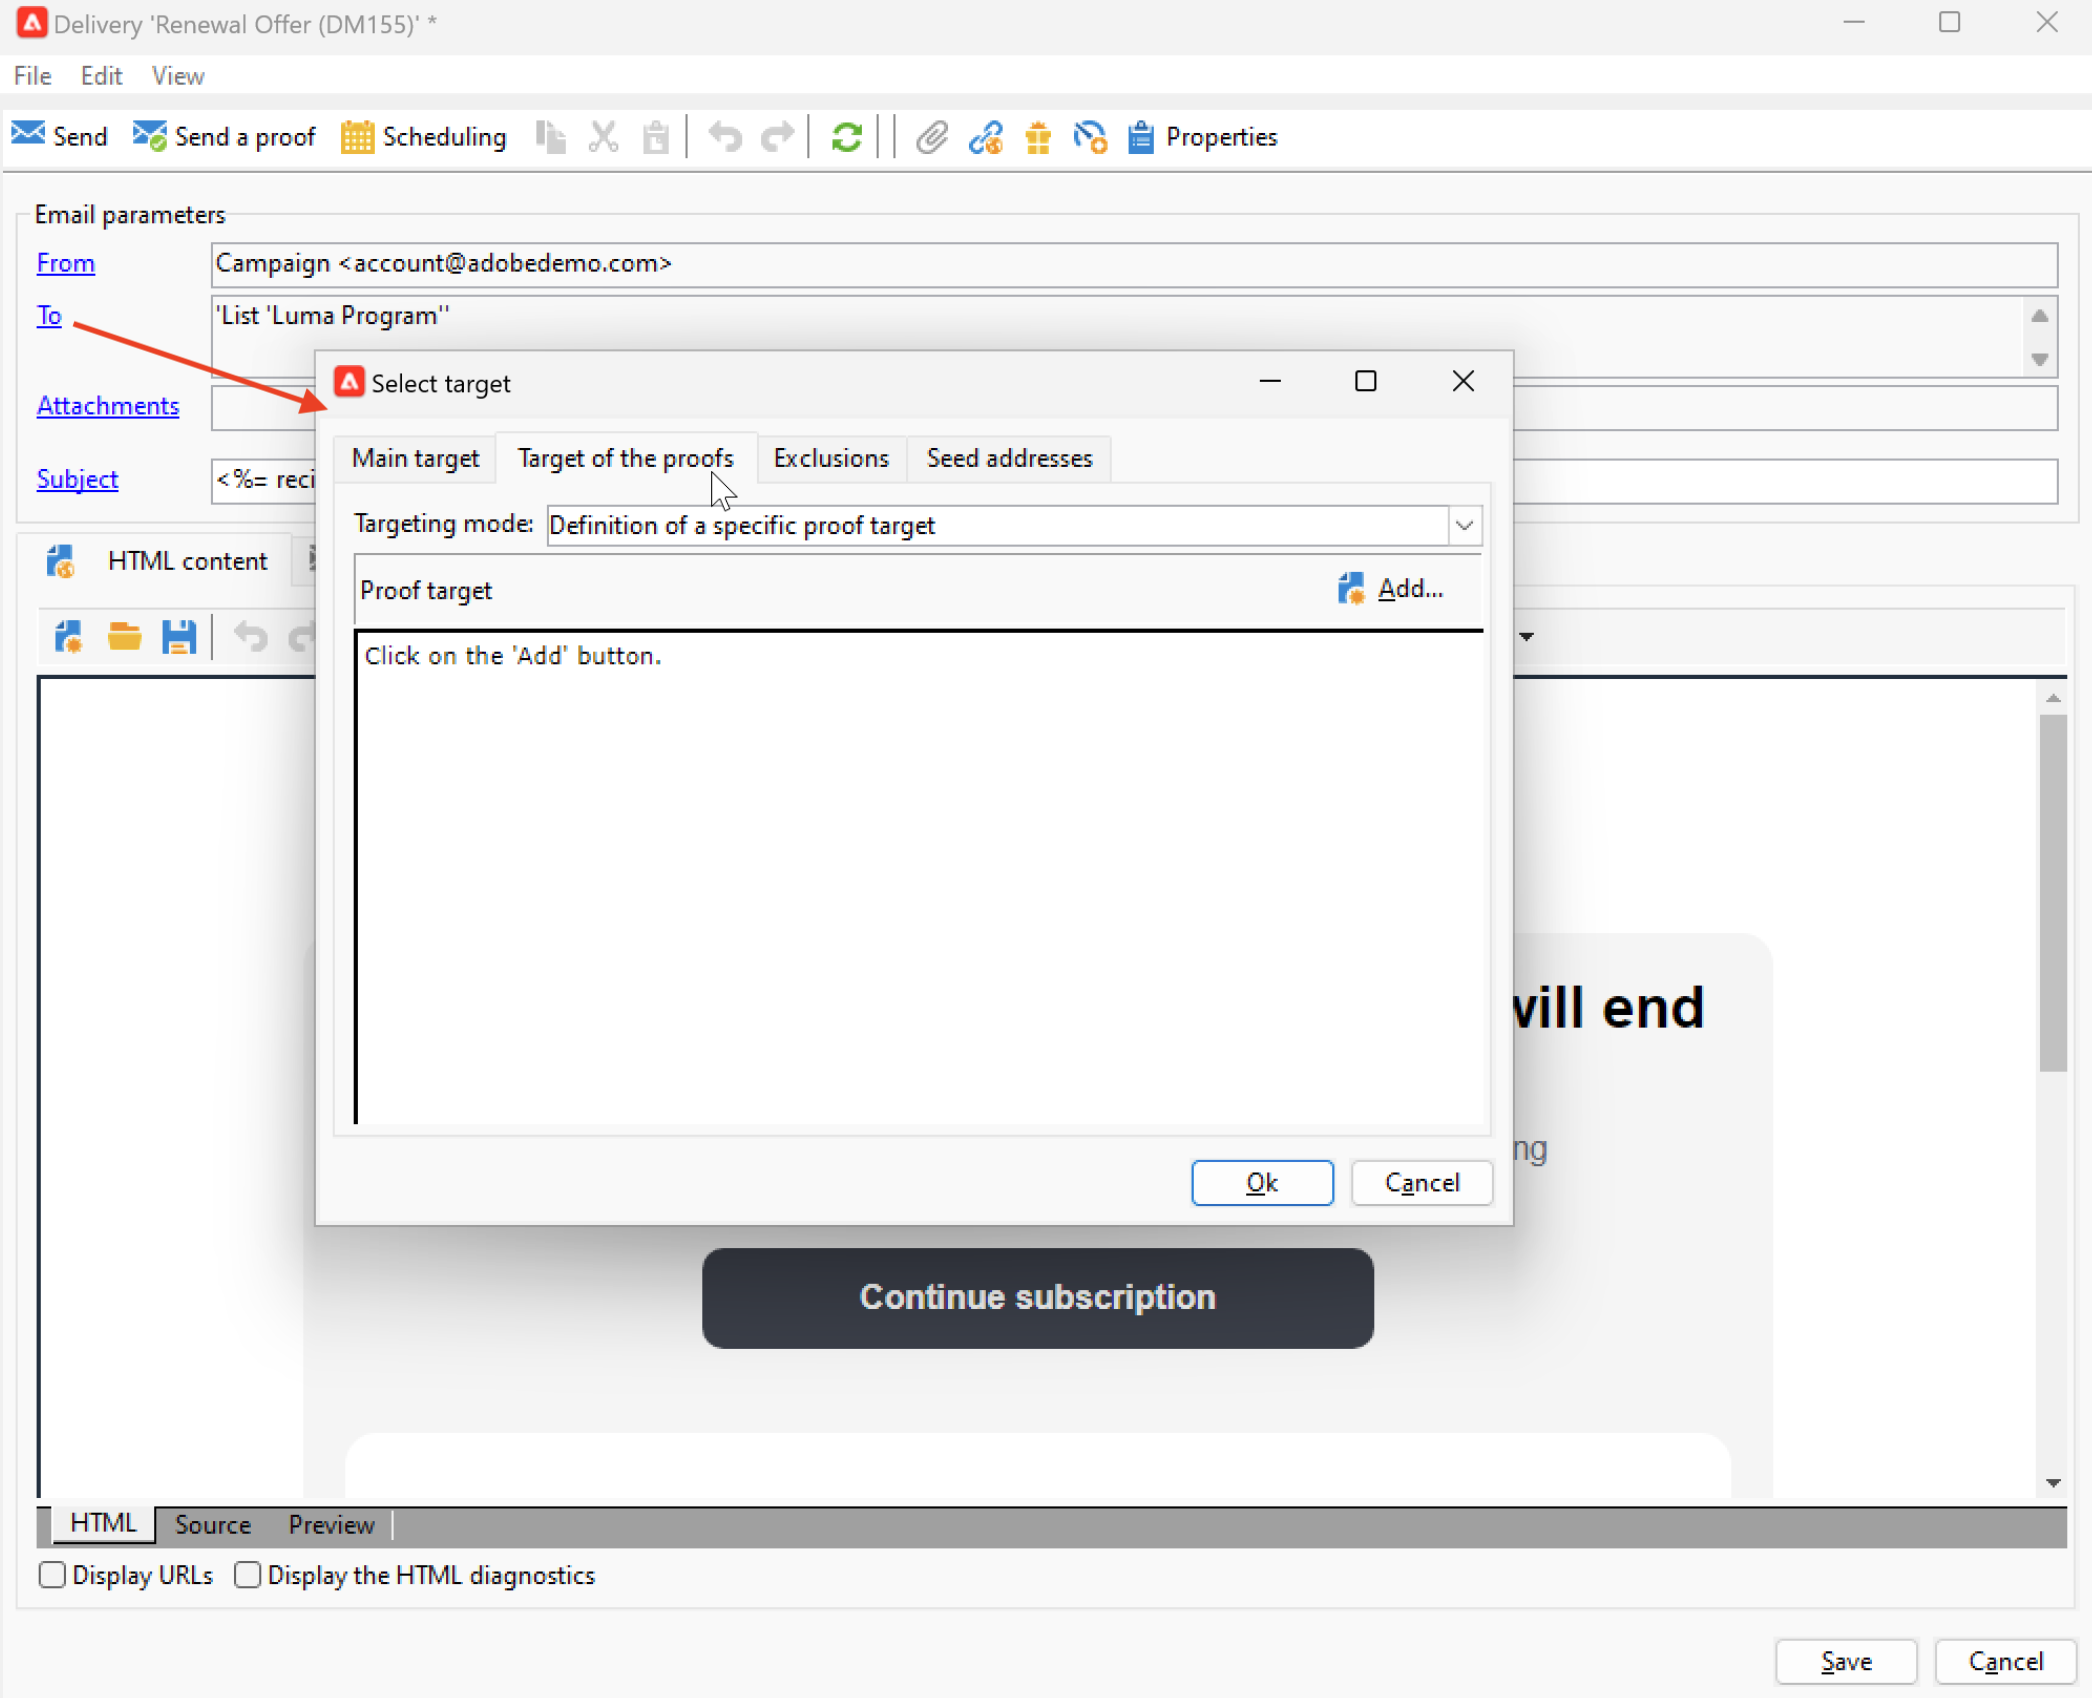 Delivery 'Renewal Offer (DM155)' *
File Edit View
Send Send a proof Scheduling Properties
Email parameters
From Campaign <account@adobedemo.com>
To 'List 'Luma Program''
Select target
Attachments
Main target Target of the proofs Exclusions Seed addresses
Subject <%= reci
Targeting mode: Definition of a specific proof target
HTML content
Proof target Add...
Click on the 'Add' button.
will end
ng
Ok Cancel
Continue subscription
HTML Source Preview
Display URLs Display the HTML diagnostics
Save Cancel